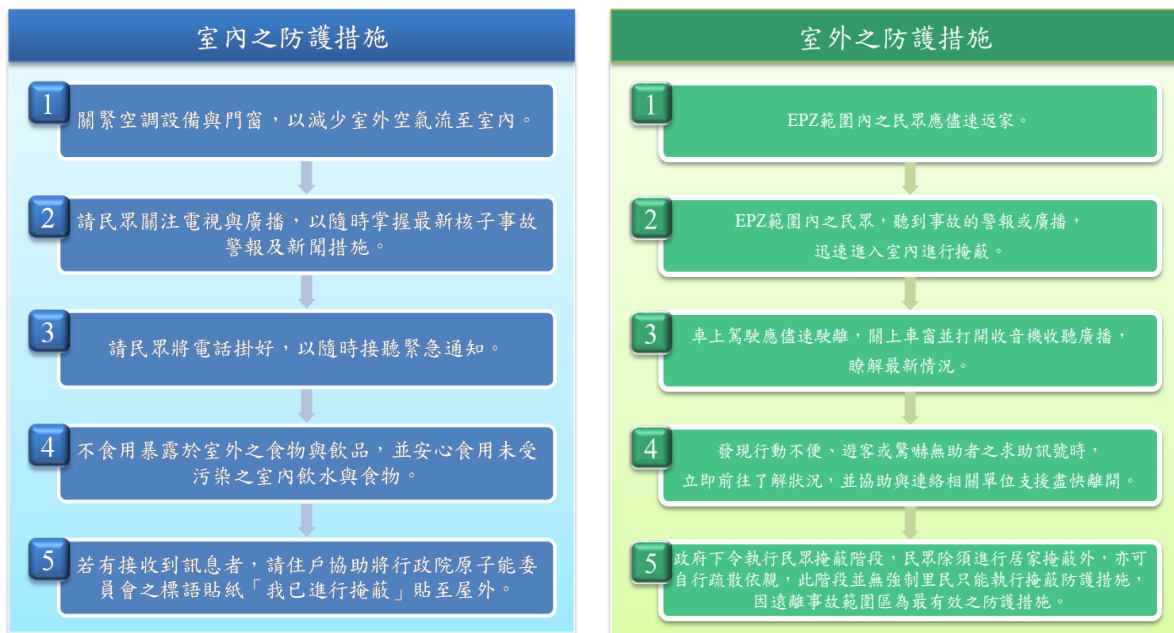 室內之防護措施
1
關緊空調設備與門窗，以減少室外空氣流至室內。
2
請民眾關注電視與廣播，以隨時掌握最新核子事故
警報及新聞措施。
3
請民眾將電話掛好，以隨時接聽緊急通知。
4
不食用暴露於室外之食物與飲品，並安心食用未受
污染之室內飲水與食物。
5
若有接收到訊息者，請住戶協助將行政院原子能委
員會之標語貼紙「我已進行掩蔽」貼至屋外。
室外之防護措施
1
EPZ範圍內之民眾應儘速返家。
2
EPZ範圍內之民眾，聽到事故的警報或廣播，
迅速進入室內進行掩蔽。
3
車上駕駛應儘速駛離，關上車窗並打開收音機收聽廣播，
瞭解最新情況。
4
發現行動不便、遊客或驚嚇無助者之求助訊號時，
立即前往了解狀況，並協助與連絡相關單位支援盡快離開。
5
政府下令執行民眾掩蔽階段，民眾除須進行居家掩蔽外，亦可
自行疏散依親，此階段並無強制里民只能執行掩蔽防護措施，
因遠離事故範圍區為最有效之防護措施。